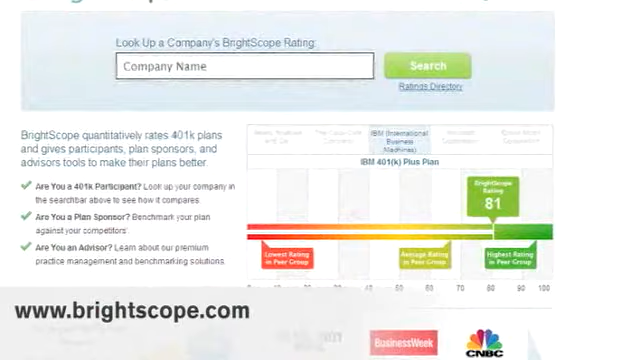 Look Up a Company's BrightScope Rating:
Company Name
Search
Ratings Directory
BrightScope quantitatively rates 401k plans
and gives participants, plan sponsors, and
advisors tools to make their plans better.
Are You a 401k Participant? Look up your company in
the searchbar above to see how it compares.
Are You a Plan Sponsor? Benchmark your plan
against your competitors'.
Are You an Advisor? Learn about our premium
practice management and benchmarking solutions.
IBM (International
Business
Machines)
IBM 401(k) Plus Plan
BrightScope
Rating
81
Lowest Rating
in Peer Group
Average Rating
in Peer Group
Highest Rating
in Peer Group
0 10 20 30 40 50 60 70 80 90 100
www.brightscope.com
BusinessWeek
CNBC